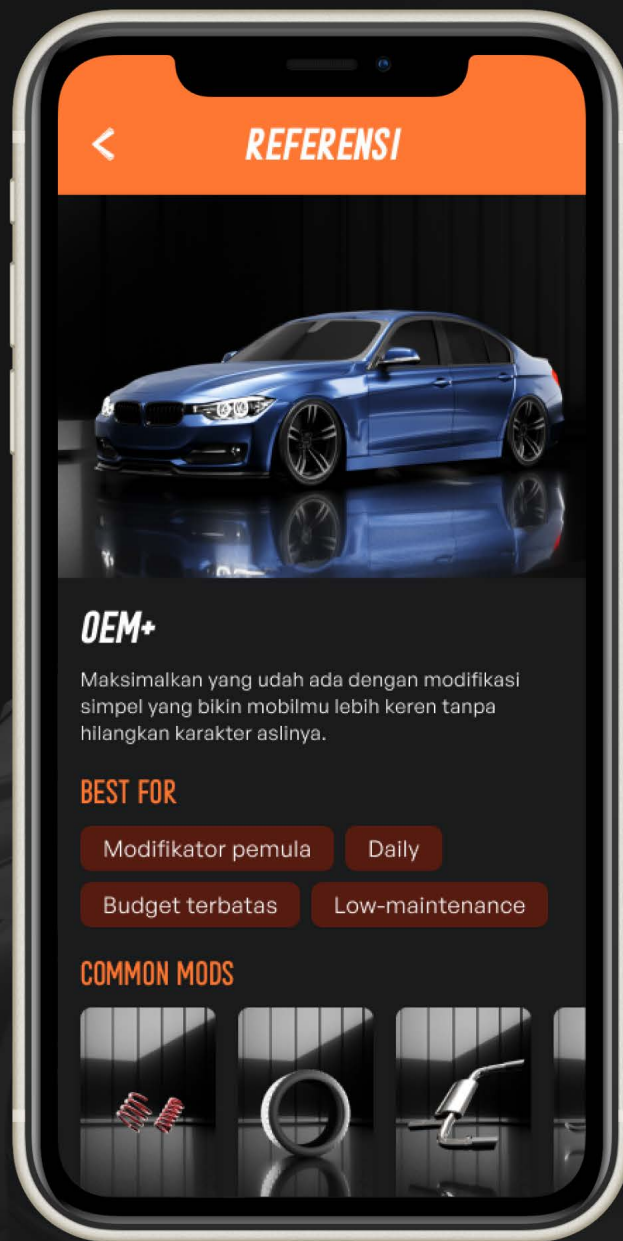 REFERENSI
OEM+
Maksimalkan yang udah ada dengan modifikasi
simpel yang bikin mobilmu lebih keren tanpa
hilangkan karakter aslinya.
BEST FOR
Modifikator pemula Daily
Budget terbatas Low-maintenance
COMMON MODS